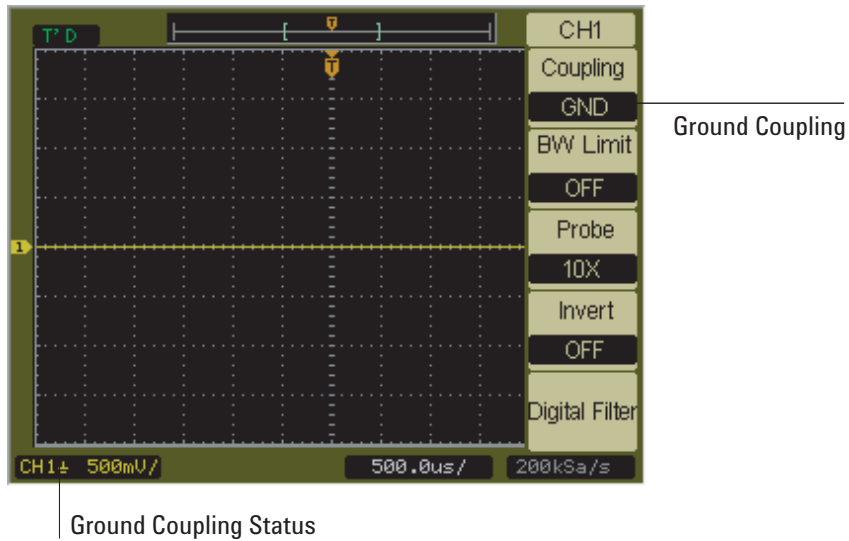 T'D
T
CH1
T
Coupling
GND
Ground Coupling
BW Limit
OFF
Probe
1
10X
Invert
OFF
Digital Filter
CH1⏚ 500mV/ 500.0us/ 200kSa/s
Ground Coupling Status